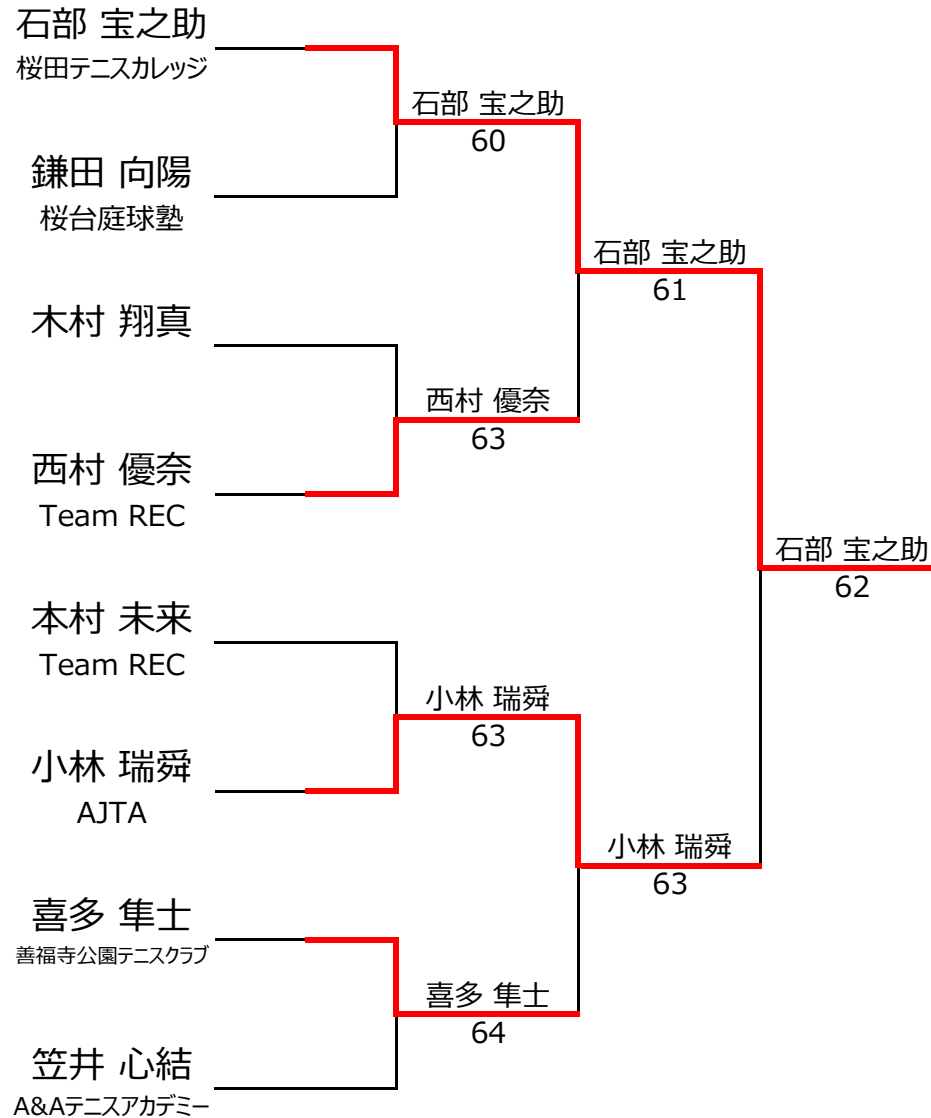 石部 宝之助
桜田テニスカレッジ
石部 宝之助
60
鎌田 向陽
桜台庭球塾
石部 宝之助
61
木村 翔真
西村 優奈
63
西村 優奈
Team REC
石部 宝之助
62
本村 未来
Team REC
小林 瑞舜
63
小林 瑞舜
AJTA
小林 瑞舜
63
喜多 隼士
善福寺公園テニスクラブ
喜多 隼士
64
笠井 心結
A&Aテニスアカデミー